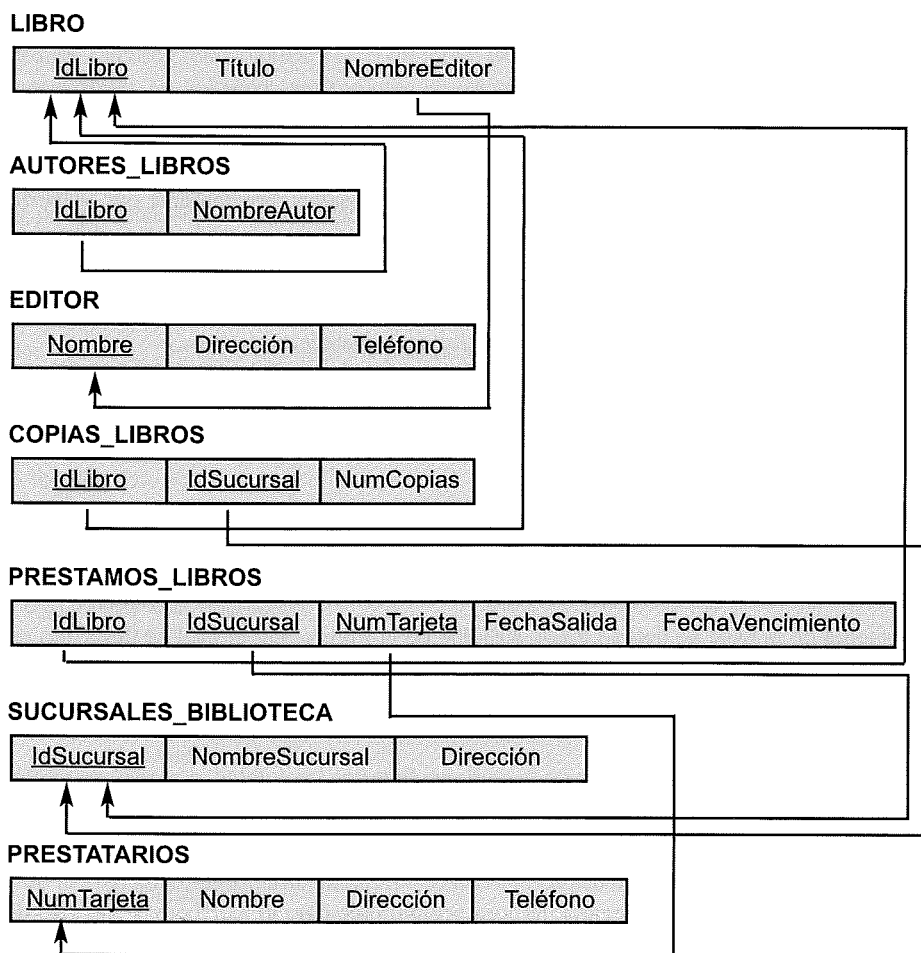 LIBRO
IdLibro Título NombreEditor
AUTORES_LIBROS
IdLibro NombreAutor
EDITOR
Nombre Dirección Teléfono
COPIAS_LIBROS
IdLibro IdSucursal NumCopias
PRESTAMOS_LIBROS
IdLibro IdSucursal NumTarjeta FechaSalida FechaVencimiento
SUCURSALES_BIBLIOTECA
IdSucursal NombreSucursal Dirección
PRESTATARIOS
NumTarjeta Nombre Dirección Teléfono